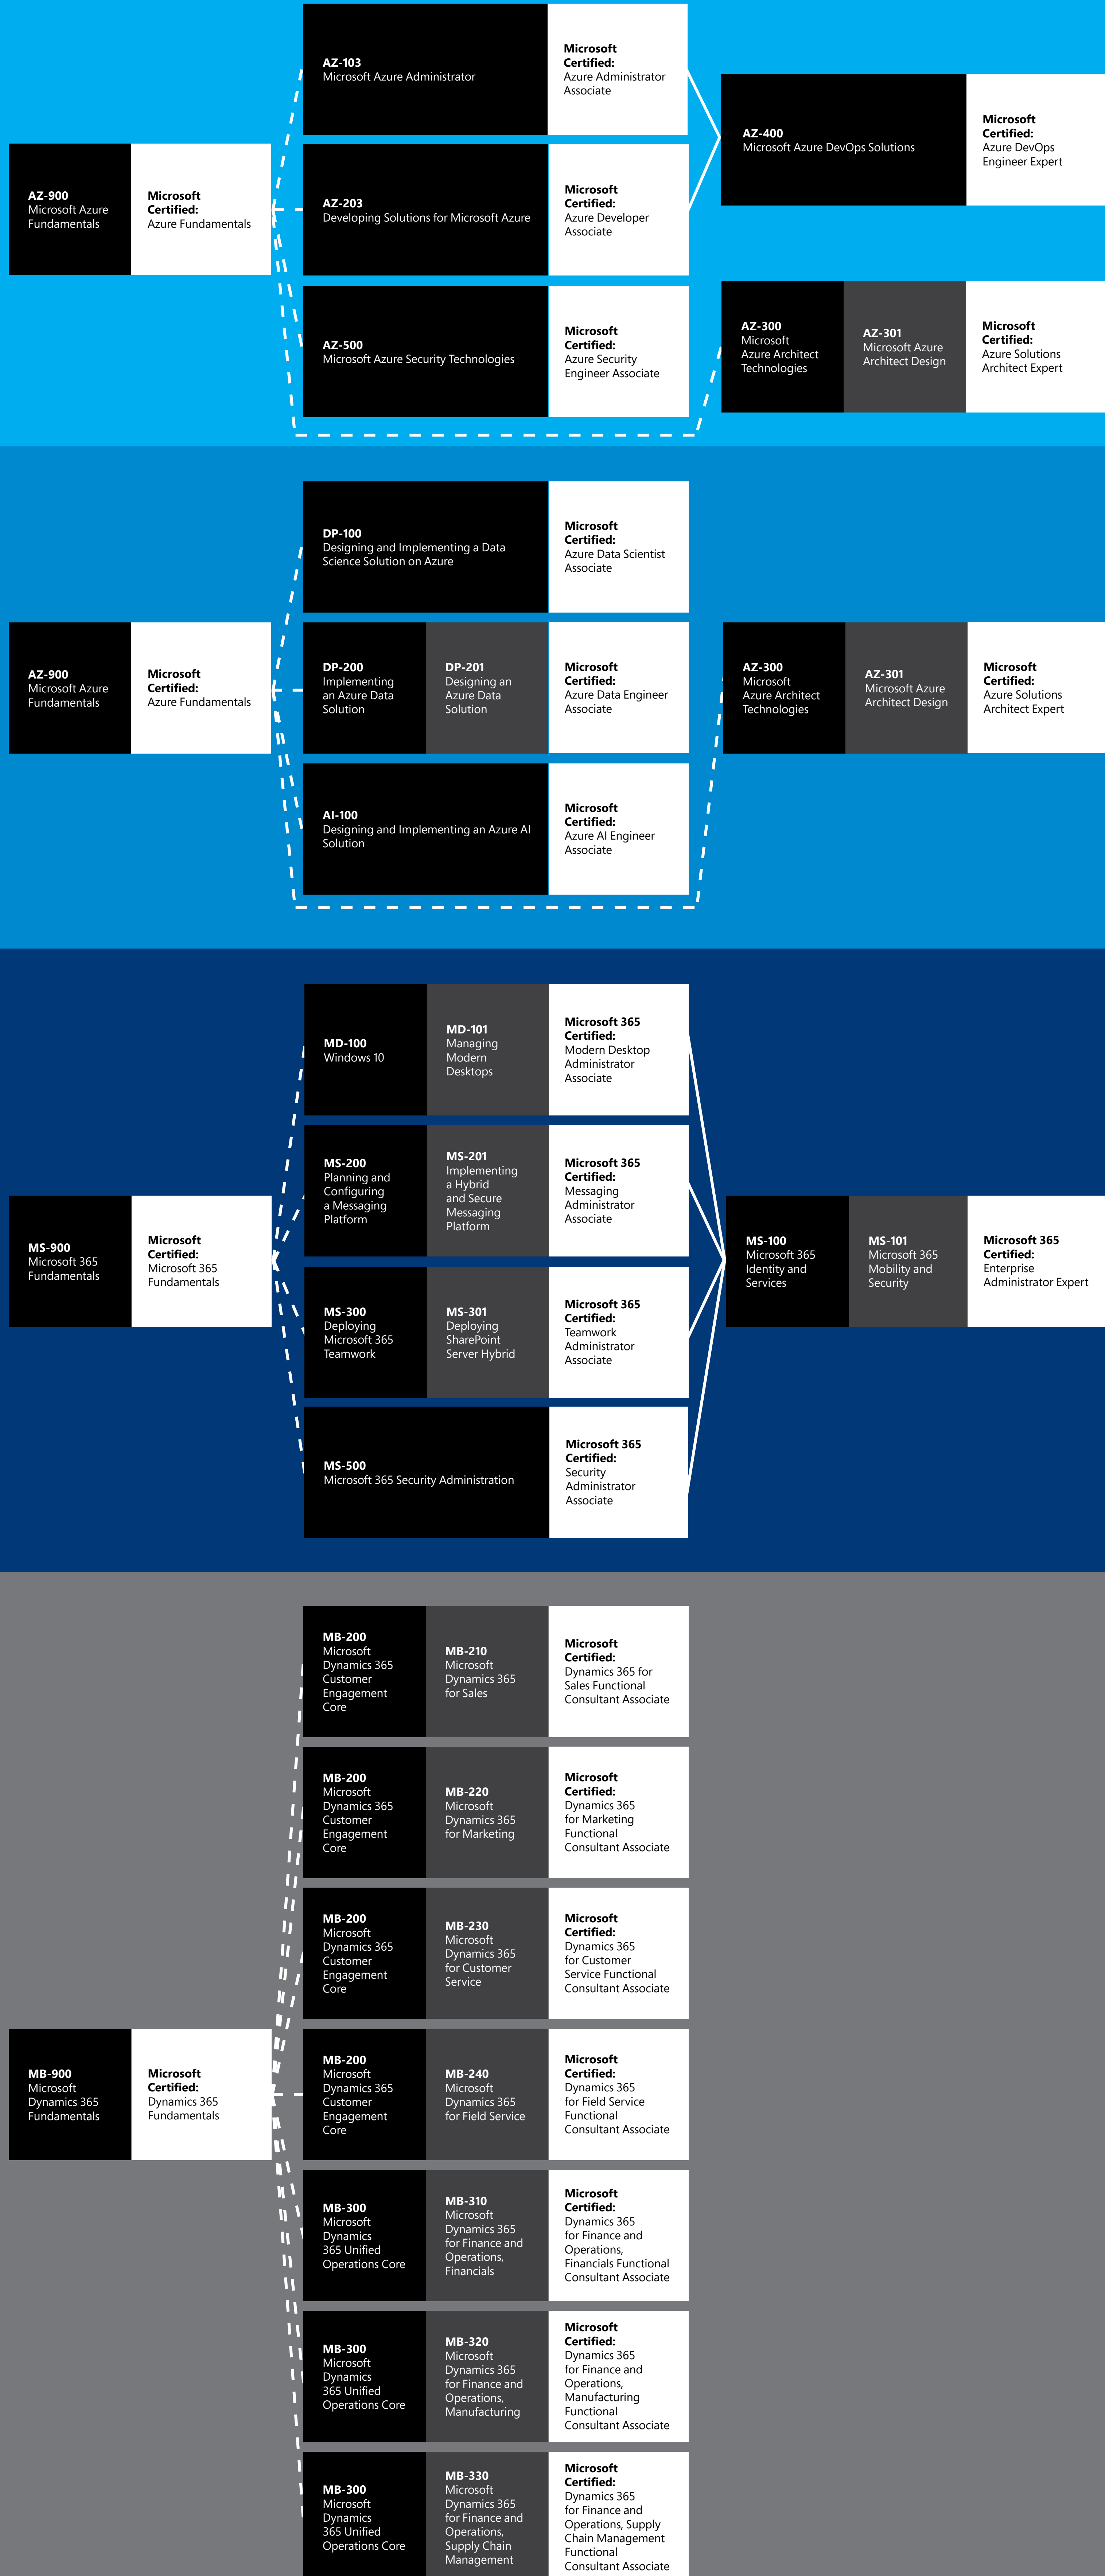 AZ-900
Microsoft Azure
Fundamentals
Microsoft
Certified:
Azure Fundamentals
AZ-103
Microsoft Azure Administrator
Microsoft
Certified:
Azure Administrator
Associate
AZ-203
Developing Solutions for Microsoft Azure
Microsoft
Certified:
Azure Developer
Associate
AZ-500
Microsoft Azure Security Technologies
Microsoft
Certified:
Azure Security
Engineer Associate
AZ-400
Microsoft Azure DevOps Solutions
Microsoft
Certified:
Azure DevOps
Engineer Expert
AZ-300
Microsoft
Azure Architect
Technologies
AZ-301
Microsoft Azure
Architect Design
Microsoft
Certified:
Azure Solutions
Architect Expert
AZ-900
Microsoft Azure
Fundamentals
Microsoft
Certified:
Azure Fundamentals
DP-100
Designing and Implementing a Data
Science Solution on Azure
Microsoft
Certified:
Azure Data Scientist
Associate
DP-200
Implementing
an Azure Data
Solution
DP-201
Designing an
Azure Data
Solution
Microsoft
Certified:
Azure Data Engineer
Associate
AI-100
Designing and Implementing an Azure AI
Solution
Microsoft
Certified:
Azure AI Engineer
Associate
AZ-300
Microsoft
Azure Architect
Technologies
AZ-301
Microsoft Azure
Architect Design
Microsoft
Certified:
Azure Solutions
Architect Expert
MS-900
Microsoft 365
Fundamentals
Microsoft
Certified:
Microsoft 365
Fundamentals
MD-100
Windows 10
MD-101
Managing
Modern
Desktops
Microsoft 365
Certified:
Modern Desktop
Administrator
Associate
MS-200
Planning and
Configuring
a Messaging
Platform
MS-201
Implementing
a Hybrid
and Secure
Messaging
Platform
Microsoft 365
Certified:
Messaging
Administrator
Associate
MS-300
Deploying
Microsoft 365
Teamwork
MS-301
Deploying
SharePoint
Server Hybrid
Microsoft 365
Certified:
Teamwork
Administrator
Associate
MS-500
Microsoft 365 Security Administration
Microsoft 365
Certified:
Security
Administrator
Associate
MS-100
Microsoft 365
Identity and
Services
MS-101
Microsoft 365
Mobility and
Security
Microsoft 365
Certified:
Enterprise
Administrator Expert
MB-900
Microsoft
Dynamics 365
Fundamentals
Microsoft
Certified:
Dynamics 365
Fundamentals
MB-200
Microsoft
Dynamics 365
Customer
Engagement
Core
MB-210
Microsoft
Dynamics 365
for Sales
Microsoft
Certified:
Dynamics 365 for
Sales Functional
Consultant Associate
MB-200
Microsoft
Dynamics 365
Customer
Engagement
Core
MB-220
Microsoft
Dynamics 365
for Marketing
Microsoft
Certified:
Dynamics 365
for Marketing
Functional
Consultant Associate
MB-200
Microsoft
Dynamics 365
Customer
Engagement
Core
MB-230
Microsoft
Dynamics 365
for Customer
Service
Microsoft
Certified:
Dynamics 365
for Customer
Service Functional
Consultant Associate
MB-200
Microsoft
Dynamics 365
Customer
Engagement
Core
MB-240
Microsoft
Dynamics 365
for Field Service
Microsoft
Certified:
Dynamics 365
for Field Service
Functional
Consultant Associate
MB-300
Microsoft
Dynamics
365 Unified
Operations Core
MB-310
Microsoft
Dynamics 365
for Finance and
Operations,
Financials
Microsoft
Certified:
Dynamics 365
for Finance and
Operations,
Financials Functional
Consultant Associate
MB-300
Microsoft
Dynamics
365 Unified
Operations Core
MB-320
Microsoft
Dynamics 365
for Finance and
Operations,
Manufacturing
Microsoft
Certified:
Dynamics 365
for Finance and
Operations,
Manufacturing
Functional
Consultant Associate
MB-300
Microsoft
Dynamics
365 Unified
Operations Core
MB-330
Microsoft
Dynamics 365
for Finance and
Operations,
Supply Chain
Management
Microsoft
Certified:
Dynamics 365
for Finance and
Operations, Supply
Chain Management
Functional
Consultant Associate